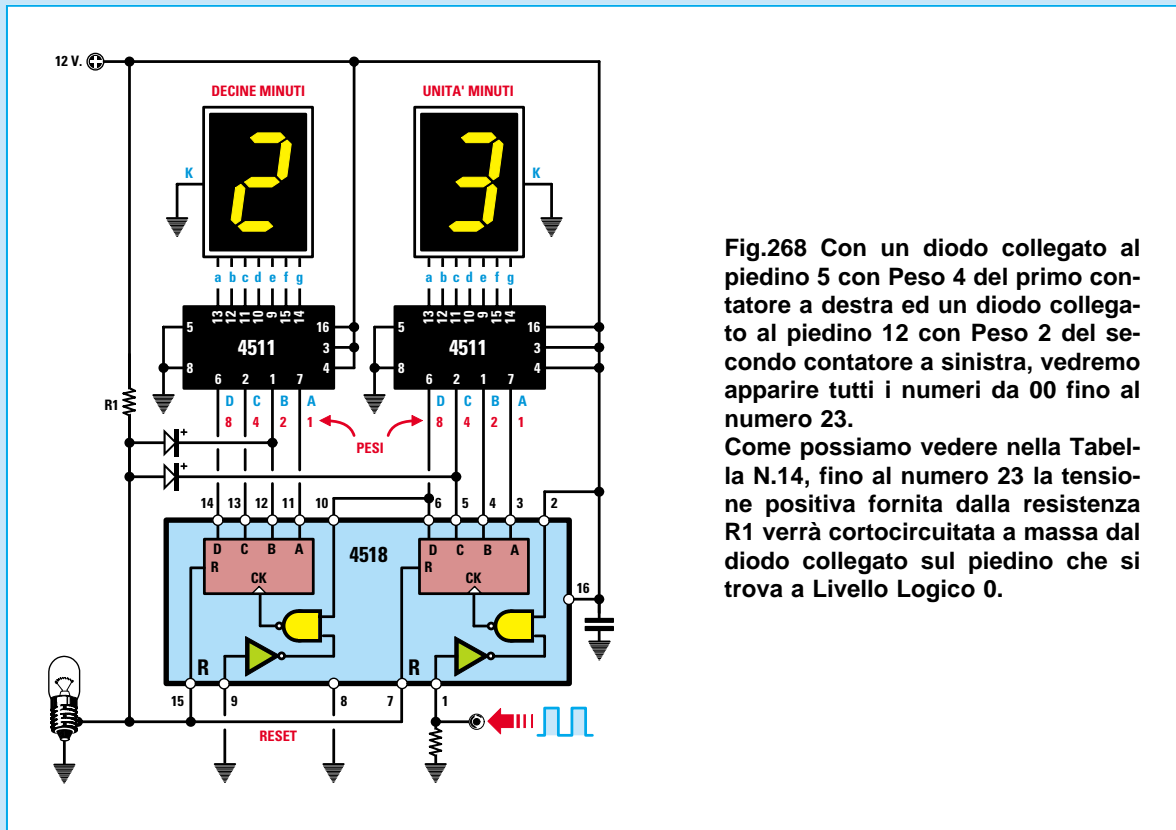 12 V.
DECINE MINUTI
UNITA' MINUTI
K
K
a b c d e f g
a b c d e f g
13 12 11 10 9 15 14
13 12 11 10 9 15 14
5
16
5
16
4511
3
4511
3
8
4
8
4
6 2 1 7
6 2 1 7
R1
D C B A
D C B A
8 4 2 1
8 4 2 1
PESI
+
+
14 13 12 11 10
6 5 4 3 2
D C B A
4518
D C B A
R
R
CK
CK
16
R
R
15 9 8 7 1
RESET
Fig.268 Con un diodo collegato al
piedino 5 con Peso 4 del primo con-
tatore a destra ed un diodo collega-
to al piedino 12 con Peso 2 del se-
condo contatore a sinistra, vedremo
apparire tutti i numeri da 00 fino al
numero 23.
Come possiamo vedere nella Tabel-
la N.14, fino al numero 23 la tensio-
ne positiva fornita dalla resistenza
R1 verrà cortocircuitata a massa dal
diodo collegato sul piedino che si
trova a Livello Logico 0.